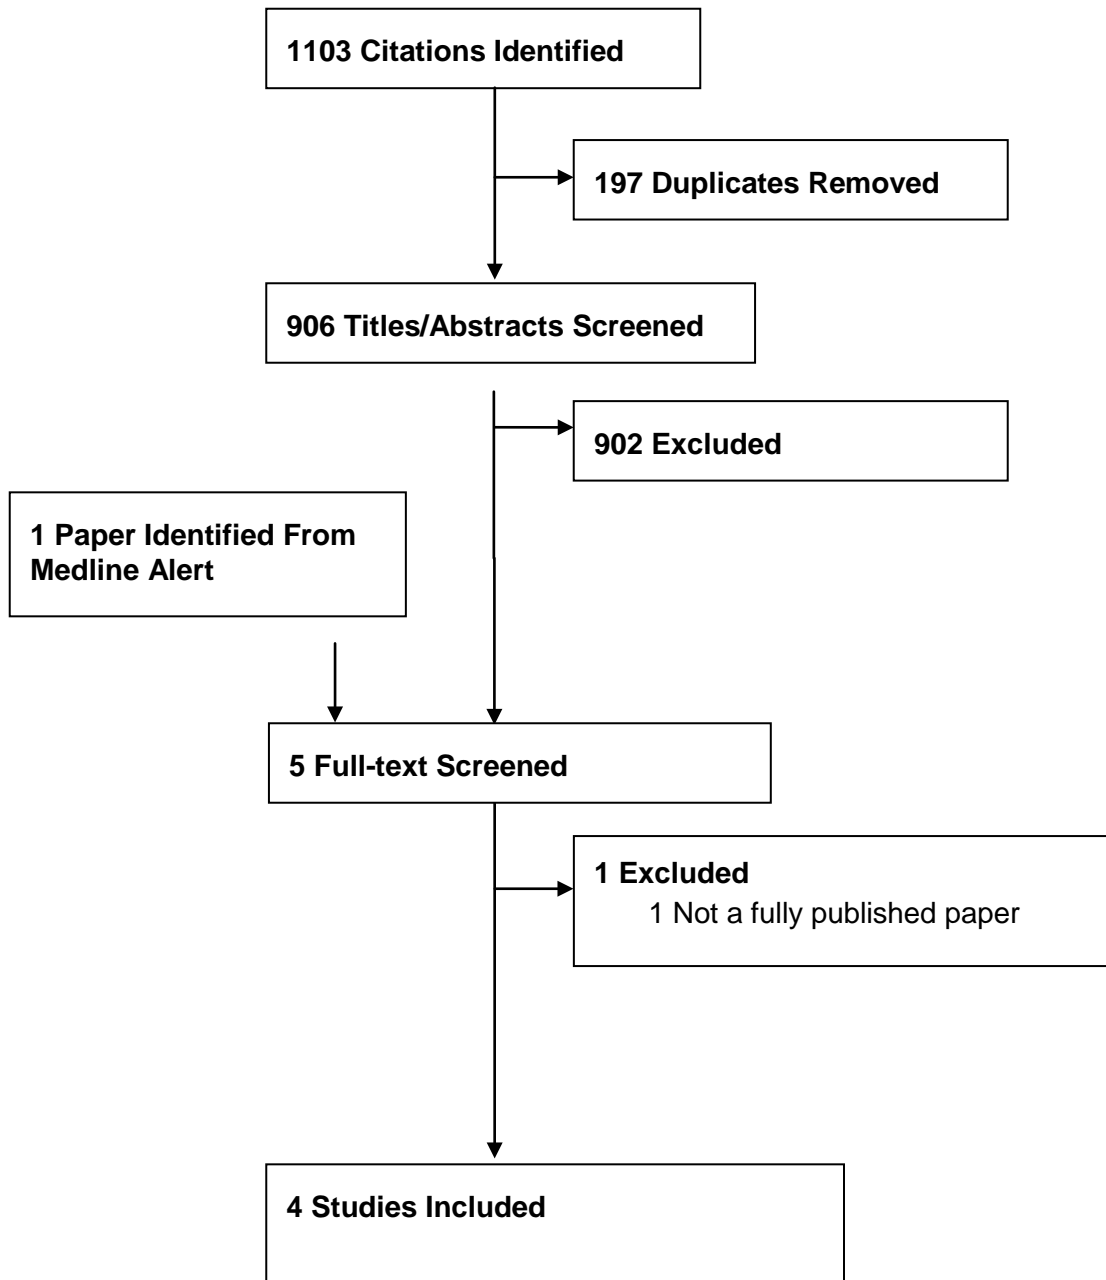 1103 Citations Identified
197 Duplicates Removed
906 Titles/Abstracts Screened
902 Excluded
1 Paper Identified From
Medline Alert
5 Full-text Screened
1 Excluded
1 Not a fully published paper
4 Studies Included